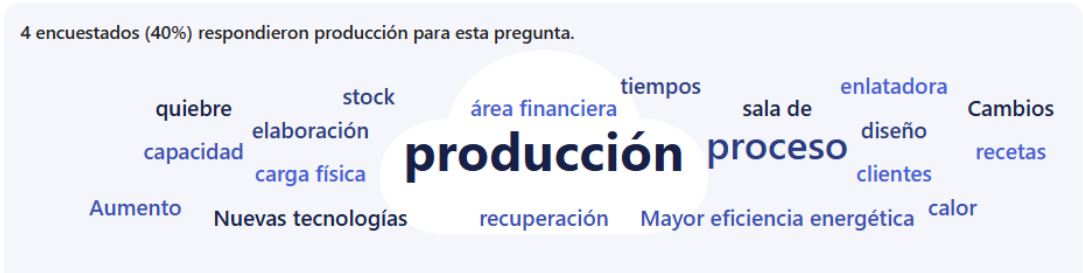 4 encuestados (40%) respondieron producción para esta pregunta.
tiempos
enlatadora
stock
quiebre
área financiera
sala de
Cambios
elaboración
diseño
capacidad
producción
proceso
recetas
carga física
clientes
Aumento
Nuevas tecnologías
recuperación
Mayor eficiencia energética
calor